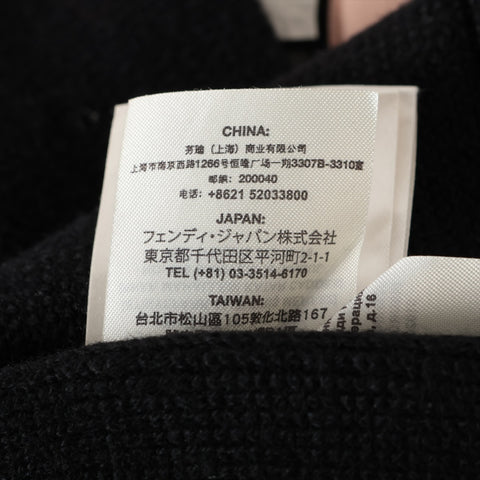 CHINA:
芬迪（上海）商业有限公司
上海市南京西路1266号恒隆广场一期3307B-3310室
邮编：200040
电话：+8621 52033800
JAPAN:
フェンディ・ジャパン株式会社
東京都千代田区平河町2-1-1
TEL (+81) 03-3514-6170
TAIWAN:
台北市松山區105敦化北路167
д.16